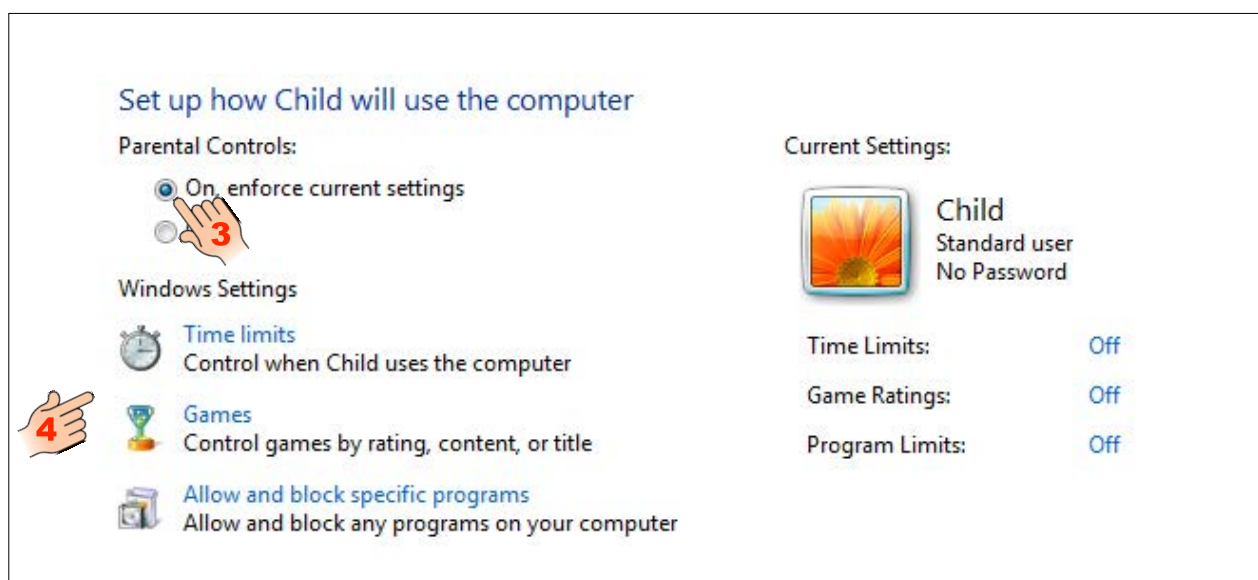 Set up how Child will use the computer
Parental Controls:
On, enforce current settings
3
Windows Settings
Time limits
Control when Child uses the computer
4
Games
Control games by rating, content, or title
Allow and block specific programs
Allow and block any programs on your computer
Current Settings:
Child
Standard user
No Password
Time Limits: Off
Game Ratings: Off
Program Limits: Off